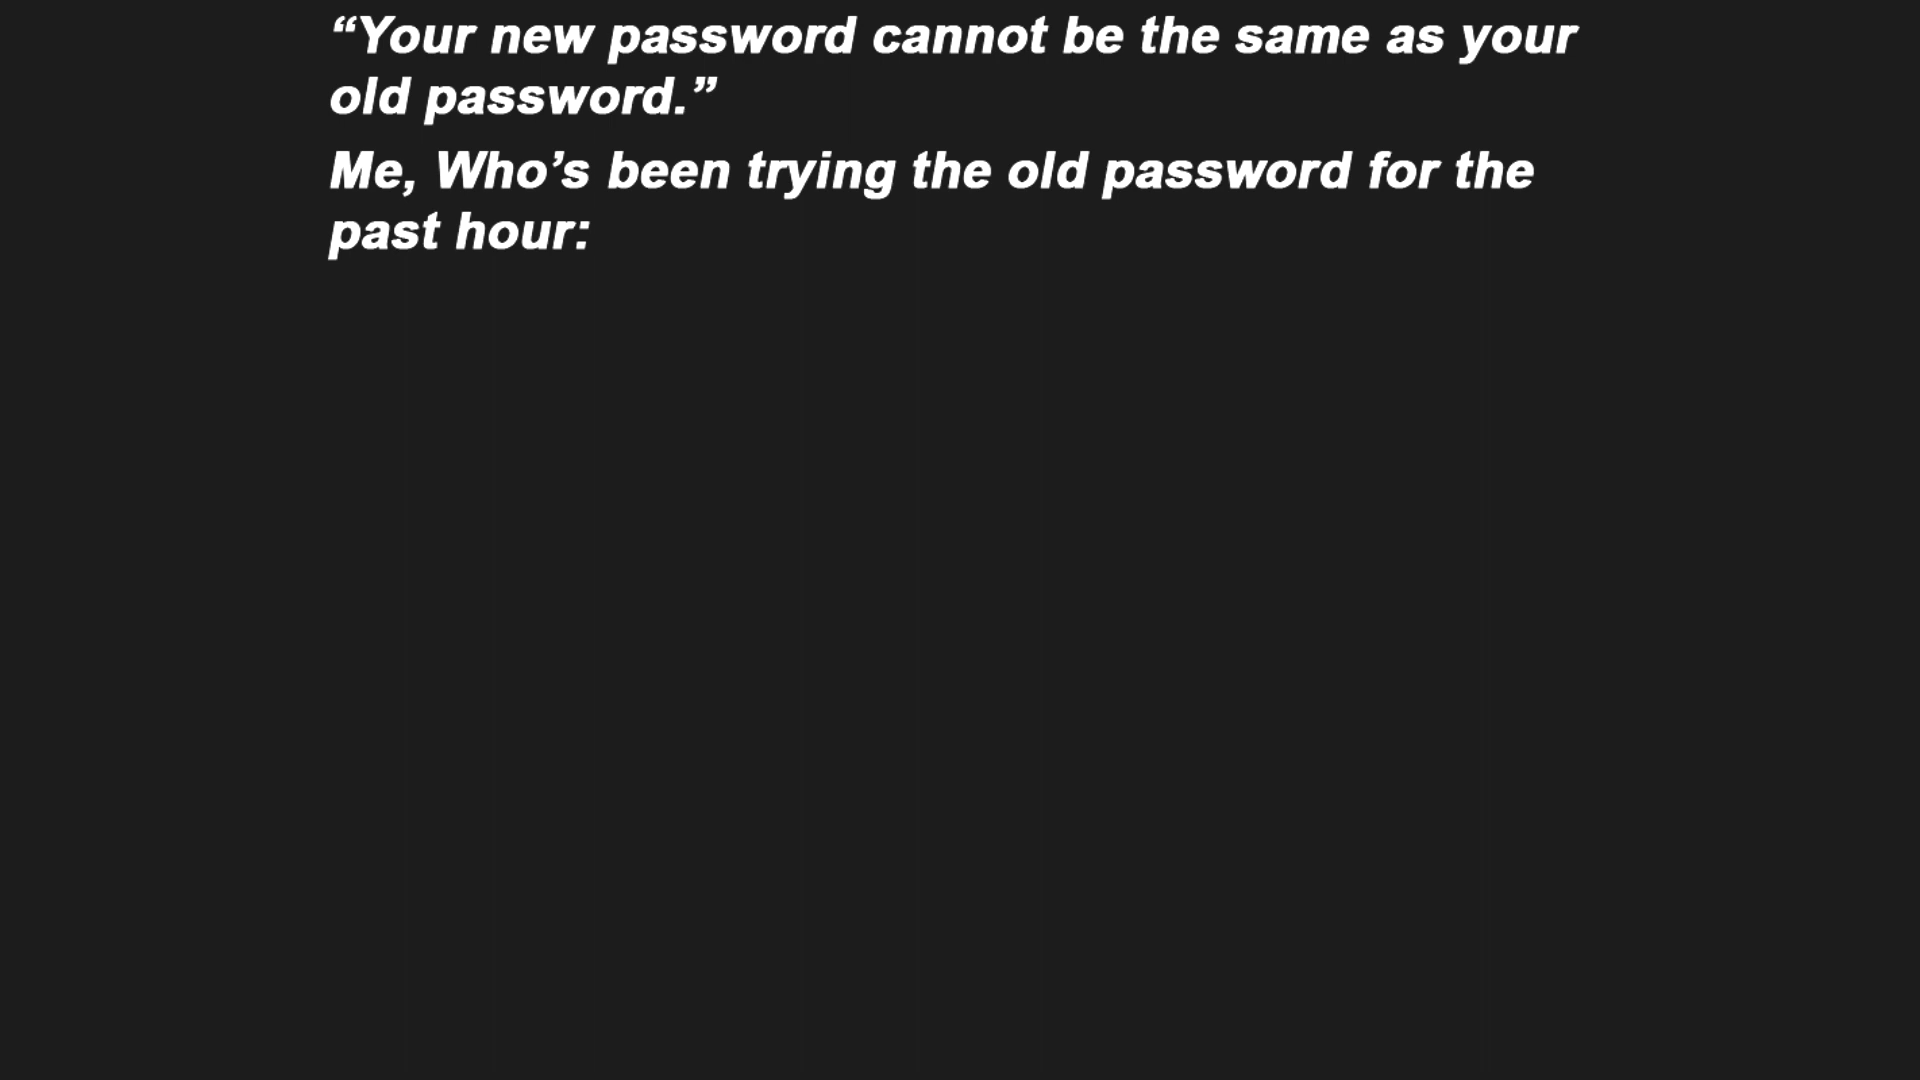 “Your new password cannot be the same as your
old password.”
Me, Who’s been trying the old password for the
past hour: